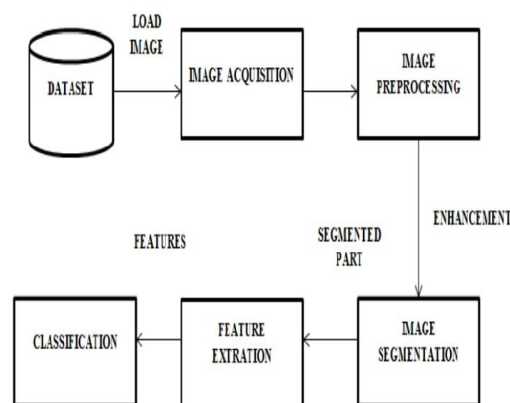 LOAD
IMAGE
DATASET
IMAGE ACQUISITION
IMAGE
PREPROCESSING
ENHANCEMENT
SEGMENTED
PART
FEATURES
IMAGE
SEGMENTATION
FEATURE
EXTRATION
CLASSIFICATION